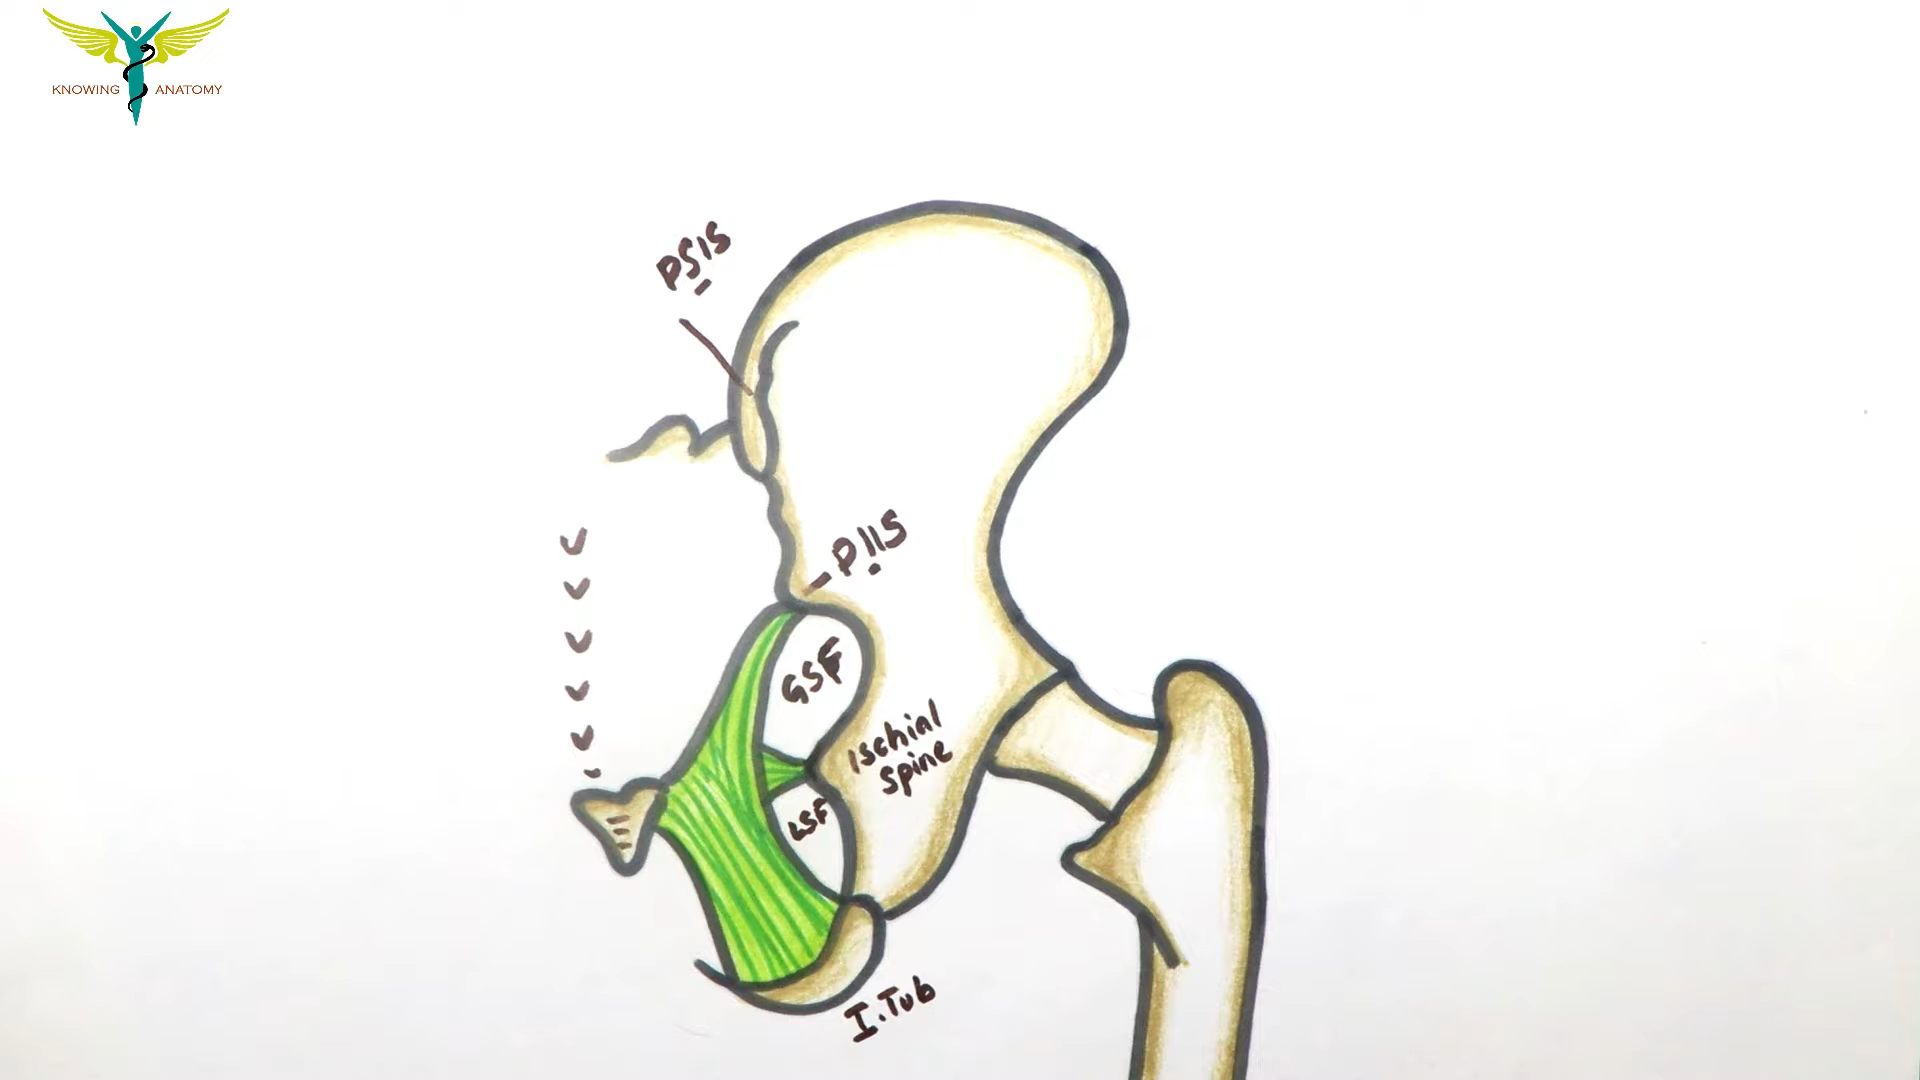 KNOWING ANATOMY
PSIS
PIIS
GSF
Ischial
spine
LSF
I.Tub